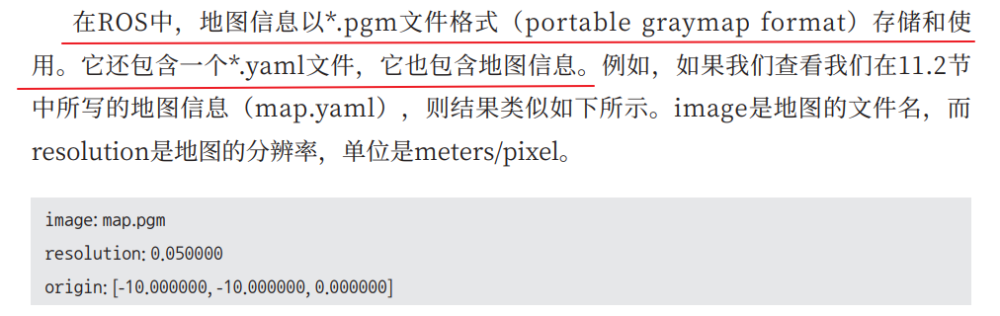 在ROS中，地图信息以*.pgm文件格式（portable graymap format）存储和使
用。它还包含一个*.yaml文件，它也包含地图信息。例如，如果我们查看我们在11.2节
中所写的地图信息（map.yaml），则结果类似如下所示。image是地图的文件名，而
resolution是地图的分辨率，单位是meters/pixel。
image: map.pgm
resolution: 0.050000
origin: [-10.000000, -10.000000, 0.000000]